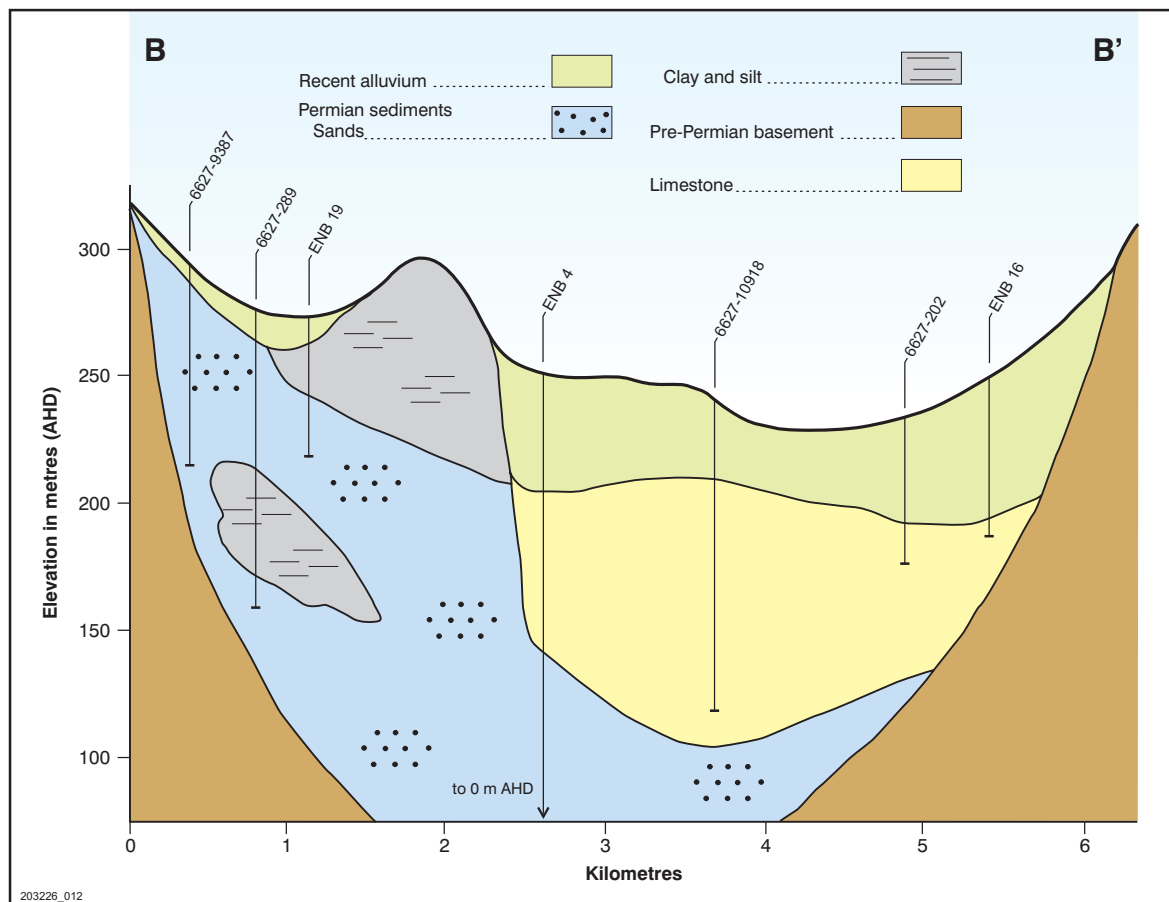 B
B'
Recent alluvium
Permian sediments
Sands
Clay and silt
Pre-Permian basement
Limestone
6627-9387
6627-289
ENB 19
ENB 4
6627-10918
6627-202
ENB 16
Elevation in metres (AHD)
300
250
200
150
100
to 0 m AHD
0 1 2 3 4 5 6
Kilometres
203226_012